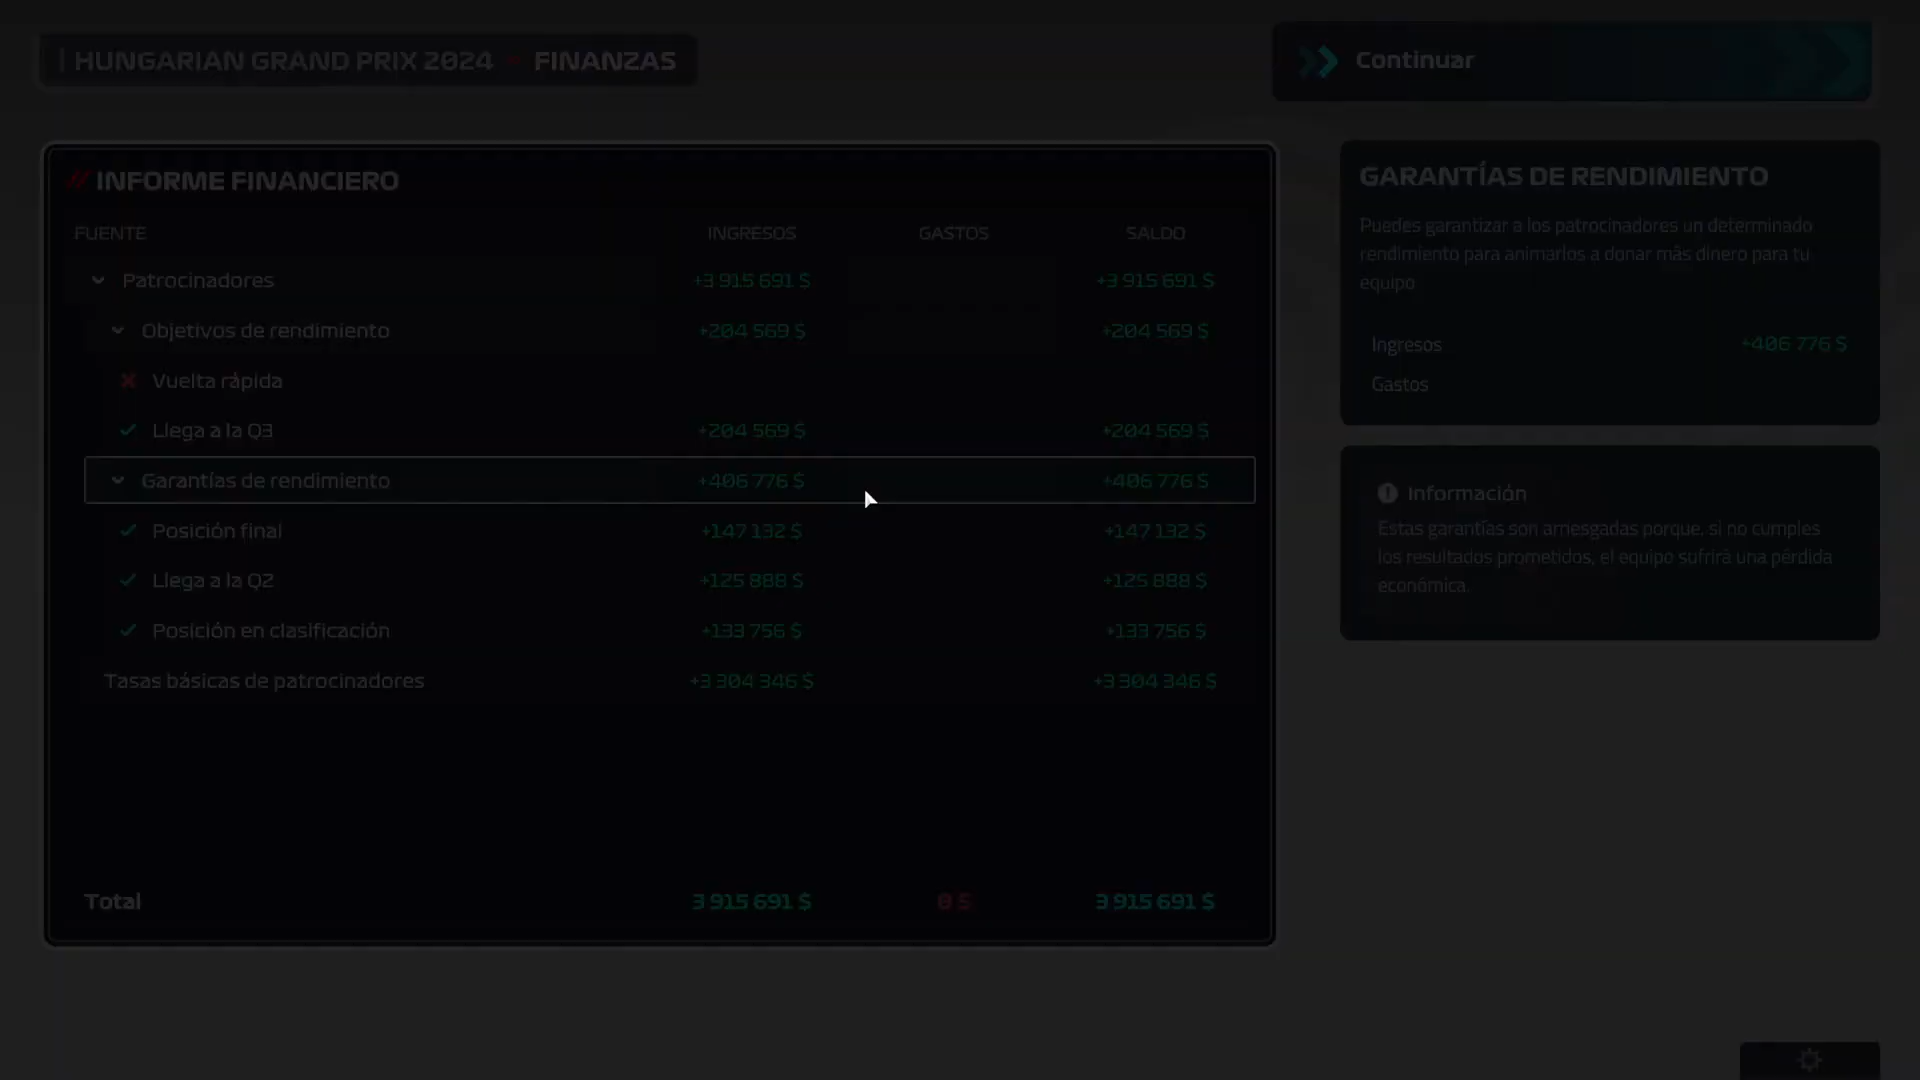 HUNGARIAN GRAND PRIX 2024 FINANZAS
Continuar
// INFORME FINANCIERO
FUENTE INGRESOS GASTOS SALDO
Patrocinadores +3 915 691 $ +3 915 691 $
Objetivos de rendimiento +204 569 $ +204 569 $
Vuelta rápida
Llega a la Q3 +204 569 $ +204 569 $
Garantías de rendimiento +406 776 $ +406 776 $
Posición final +147 132 $ +147 132 $
Llega a la Q2 +125 888 $ +125 888 $
Posición en clasificación +133 756 $ +133 756 $
Tasas básicas de patrocinadores +3 304 346 $ +3 304 346 $
Total 3 915 691 $ 0 $ 3 915 691 $
GARANTÍAS DE RENDIMIENTO
Puedes garantizar a los patrocinadores un determinado
rendimiento para animarlos a donar más dinero para tu
equipo
Ingresos +406 776 $
Gastos
Información
Estas garantías son arriesgadas porque, si no cumples
los resultados prometidos, el equipo sufrirá una pérdida
económica.